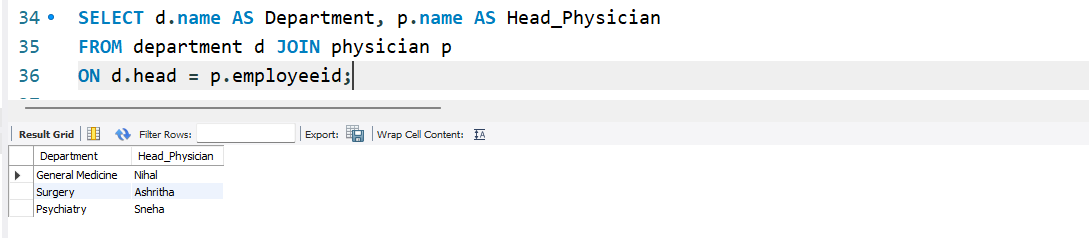 34 SELECT d.name AS Department, p.name AS Head_Physician
35 FROM department d JOIN physician p
36 ON d.head = p.employeeid;
Result Grid Filter Rows: Export: Wrap Cell Content:
Department Head_Physician
General Medicine Nihal
Surgery Ashritha
Psychiatry Sneha